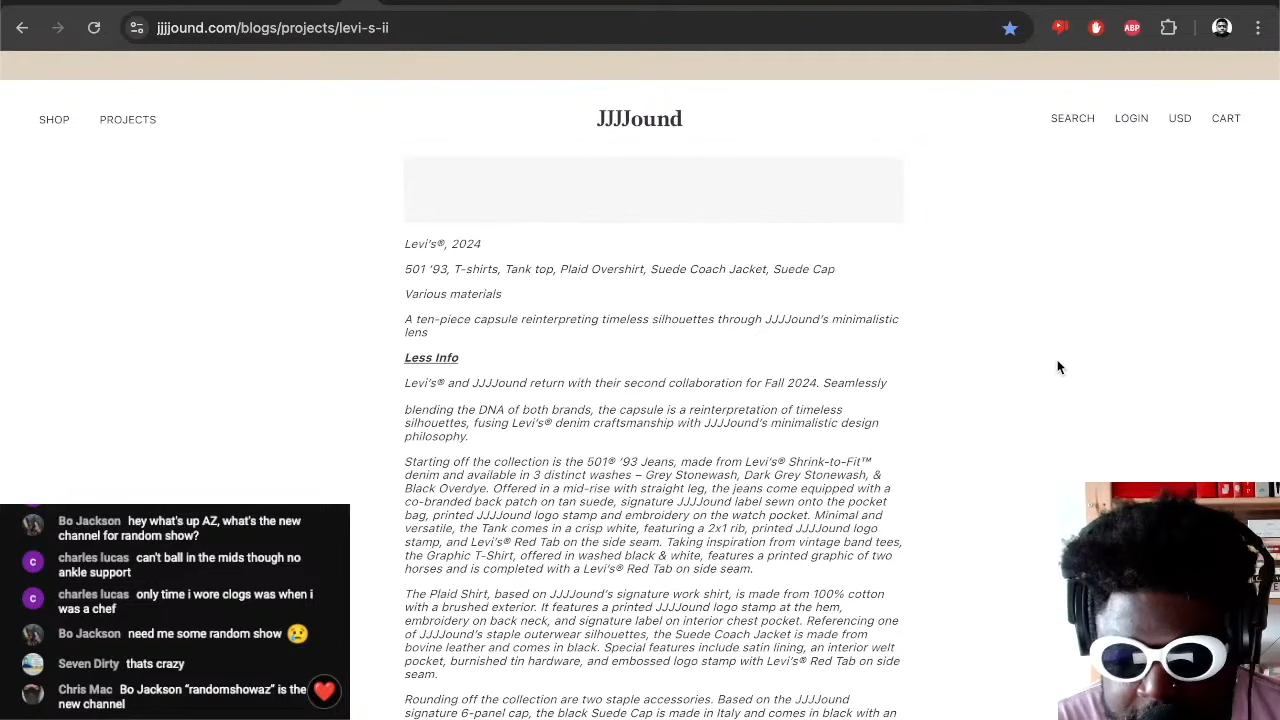 jjjjound.com/blogs/projects/levi-s-ii
ABP
SHOP
PROJECTS
JJJJound
SEARCH
LOGIN
USD
CART
Levi's®, 2024
501 '93, T-shirts, Tank top, Plaid Overshirt, Suede Coach Jacket, Suede Cap
Various materials
A ten-piece capsule reinterpreting timeless silhouettes through JJJJound's minimalistic
lens
Less Info
Levi's® and JJJJound return with their second collaboration for Fall 2024. Seamlessly
blending the DNA of both brands, the capsule is a reinterpretation of timeless
silhouettes, fusing Levi's® denim craftsmanship with JJJJound's minimalistic design
philosophy.
Starting off the collection is the 501® '93 Jeans, made from Levi's® Shrink-to-Fit™
denim and available in 3 distinct washes – Grey Stonewash, Dark Grey Stonewash, &
Black Overdye. Offered in a mid-rise with straight leg, the jeans come equipped with a
co-branded back patch on tan suede, signature JJJJound label sewn onto the pocket
bag, printed JJJJound logo stamp and embroidery on the watch pocket. Minimal and
versatile, the Tank comes in a crisp white, featuring a 2x1 rib, printed JJJJound logo
stamp, and Levi's® Red Tab on the side seam. Taking inspiration from vintage band tees,
the Graphic T-Shirt, offered in washed black & white, features a printed graphic of two
horses and is completed with a Levi's® Red Tab on side seam.
The Plaid Shirt, based on JJJJound's signature work shirt, is made from 100% cotton
with a brushed exterior. It features a printed JJJJound logo stamp at the hem,
embroidery on back neck, and signature label on interior chest pocket. Referencing one
of JJJJound's staple outerwear silhouettes, the Suede Coach Jacket is made from
bovine leather and comes in black. Special features include satin lining, an interior welt
pocket, burnished tin hardware, and embossed logo stamp with Levi's® Red Tab on side
seam.
Rounding off the collection are two staple accessories. Based on the JJJJound
signature 6-panel cap, the black Suede Cap is made in Italy and comes in black with an
Bo Jackson hey what's up AZ, what's the new
channel for random show?
c charles lucas can't ball in the mids though no
ankle support
c charles lucas only time i wore clogs was when i
was a chef
Bo Jackson need me some random show 😢
Seven Dirty thats crazy
Chris Mac Bo Jackson “randomshowaz” is the
new channel